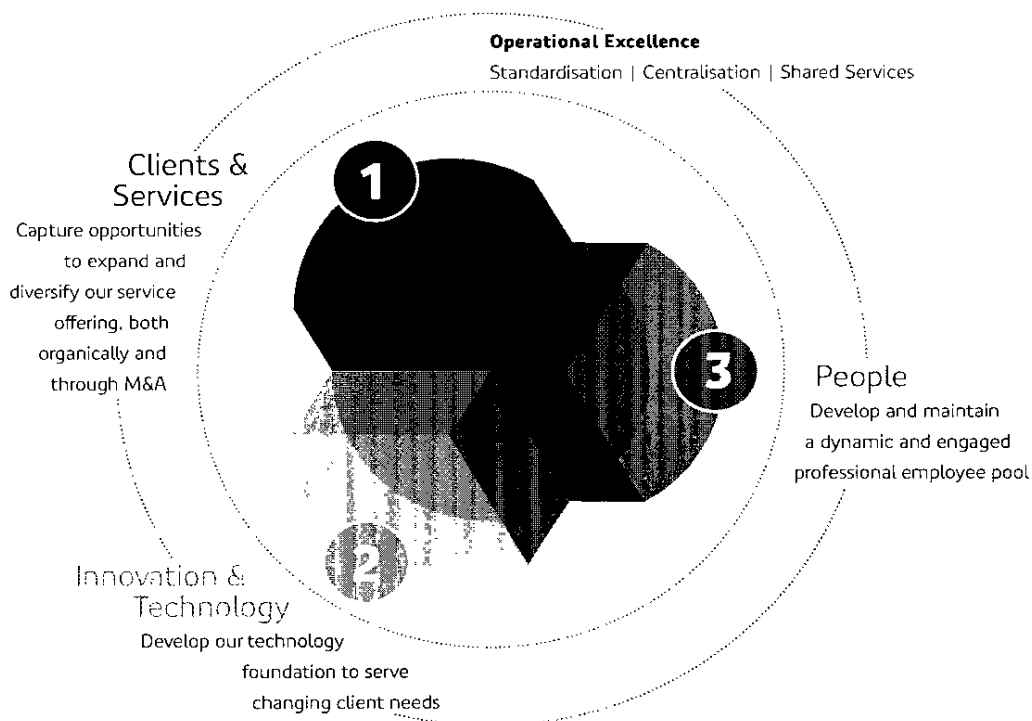 Operational Excellence
Standardisation | Centralisation | Shared Services
1
Clients &
Services
Capture opportunities
to expand and
diversify our service
offering, both
organically and
through M&A
3
People
Develop and maintain
a dynamic and engaged
professional employee pool
2
Innovation &
Technology
Develop our technology
foundation to serve
changing client needs